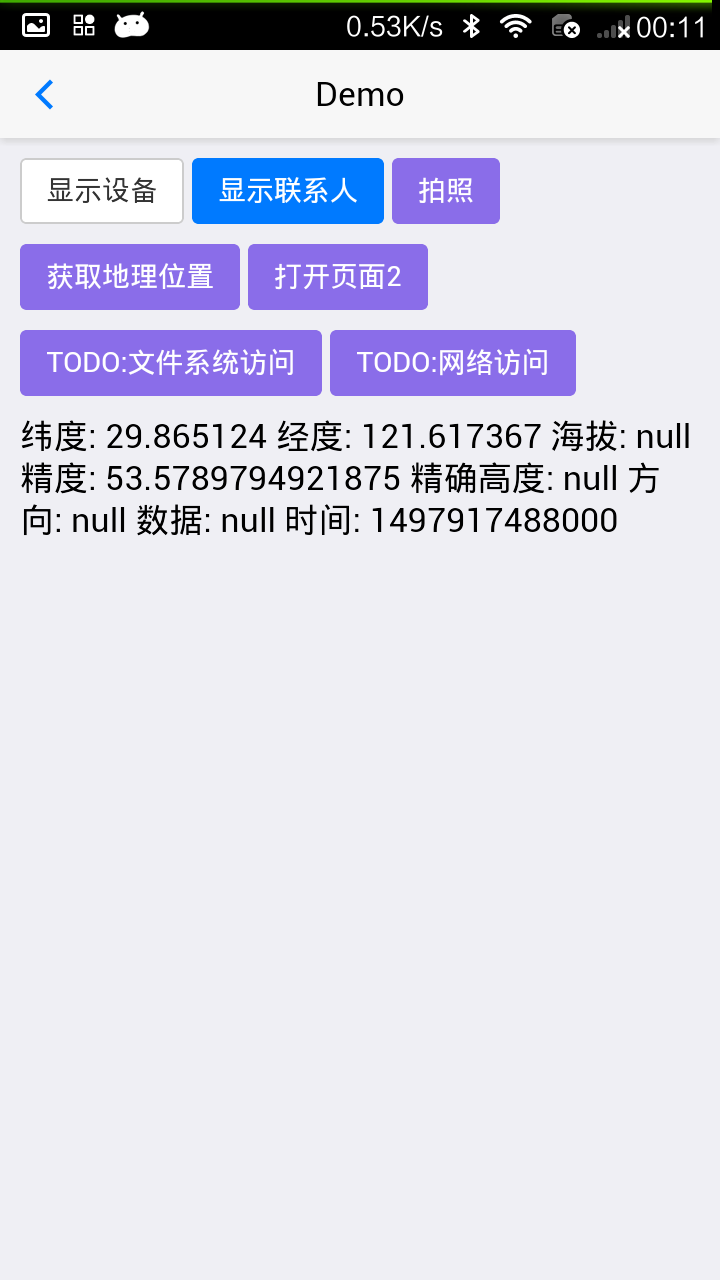 0.53K/s 00:11
Demo
显示设备 显示联系人 拍照
获取地理位置 打开页面2
TODO:文件系统访问 TODO:网络访问
纬度: 29.865124 经度: 121.617367 海拔: null
精度: 53.5789794921875 精确高度: null 方
向: null 数据: null 时间: 1497917488000